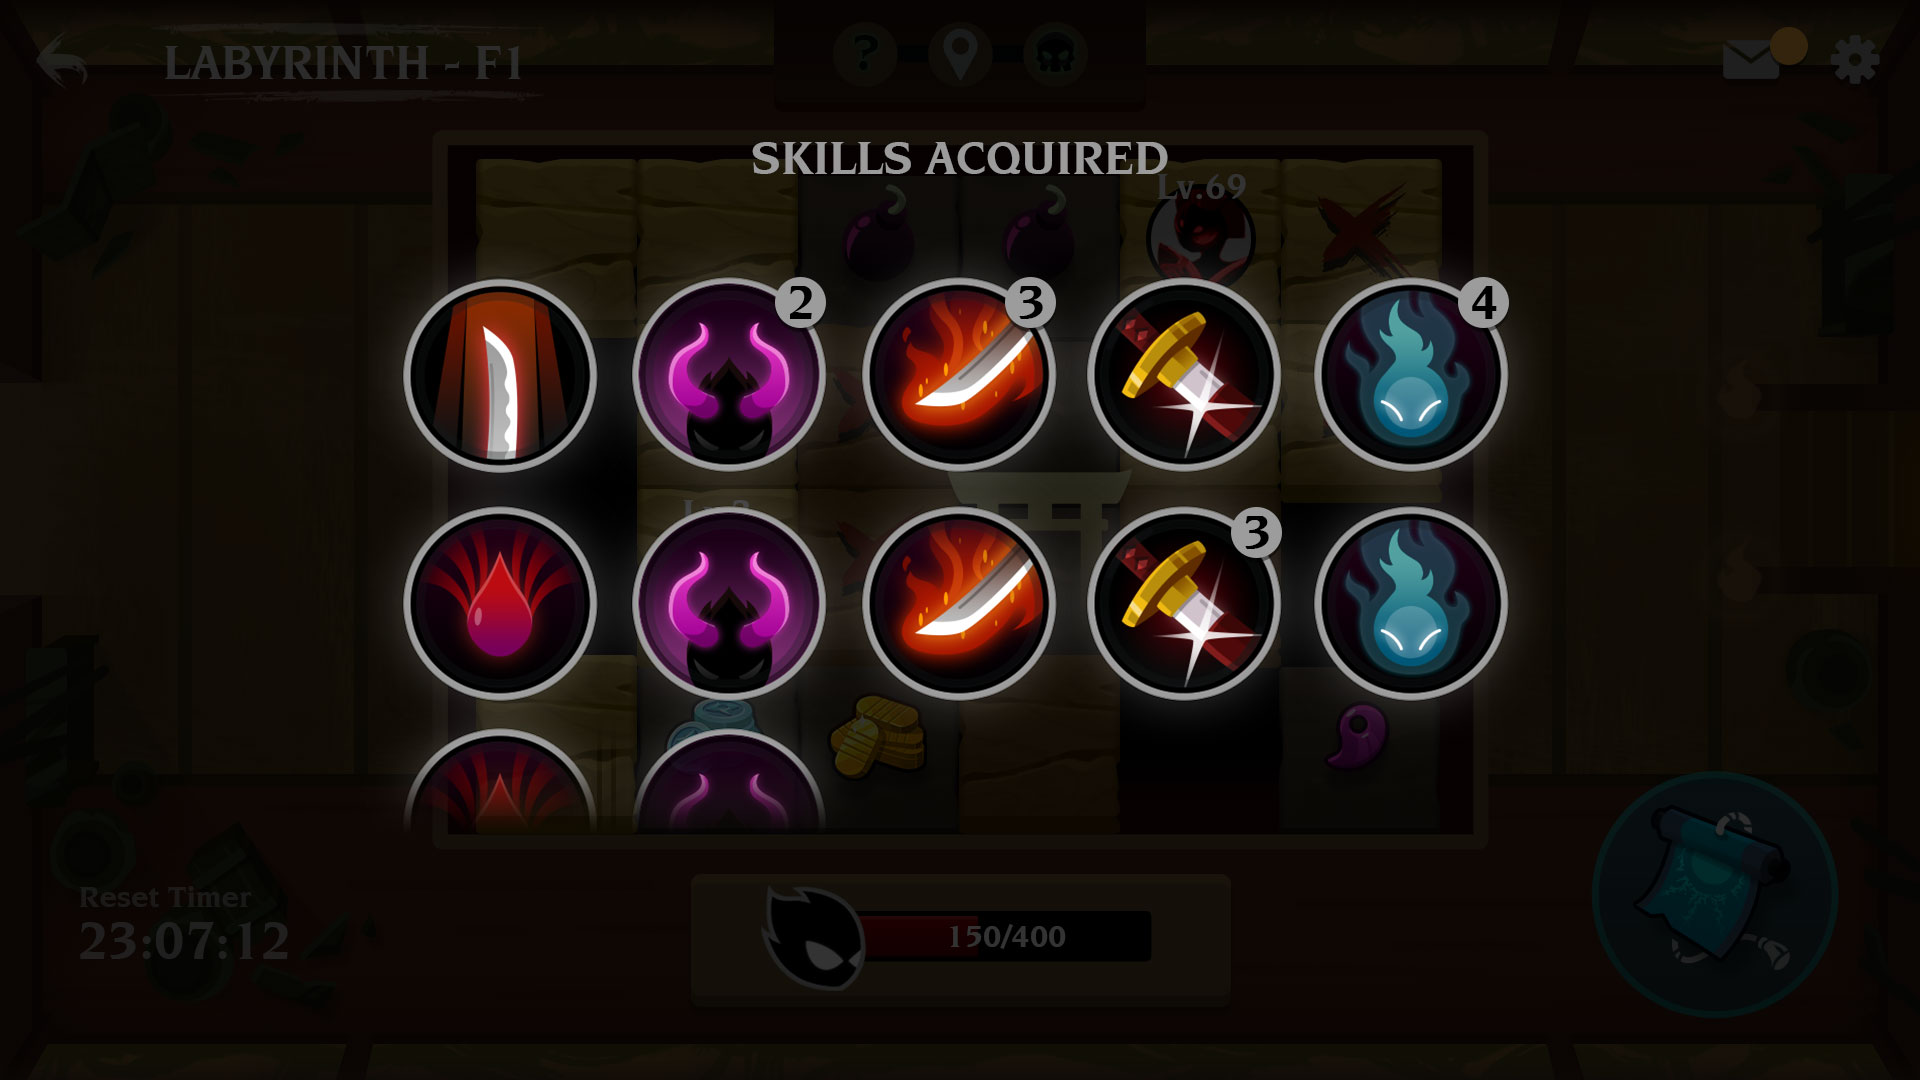 LABYRINTH - F1
?
SKILLS ACQUIRED
Lv.69
2
3
4
3
Reset Timer
23:07:12
150/400